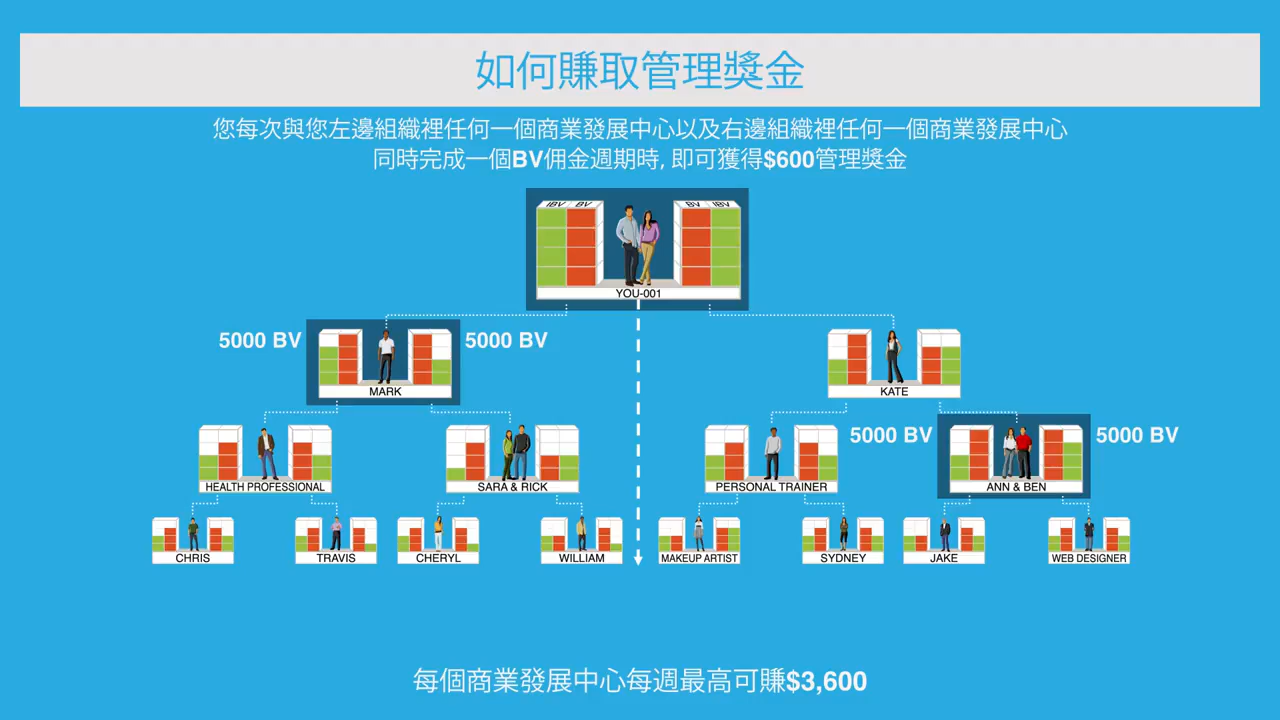 如何賺取管理獎金
您每次與您左邊組織裡任何一個商業發展中心以及右邊組織裡任何一個商業發展中心
同時完成一個BV佣金週期時, 即可獲得$600管理獎金
IBV BV BV IBV
YOU-001
5000 BV 5000 BV
MARK KATE
5000 BV 5000 BV
HEALTH PROFESSIONAL SARA & RICK PERSONAL TRAINER ANN & BEN
CHRIS TRAVIS CHERYL WILLIAM MAKEUP ARTIST SYDNEY JAKE WEB DESIGNER
每個商業發展中心每週最高可賺$3,600